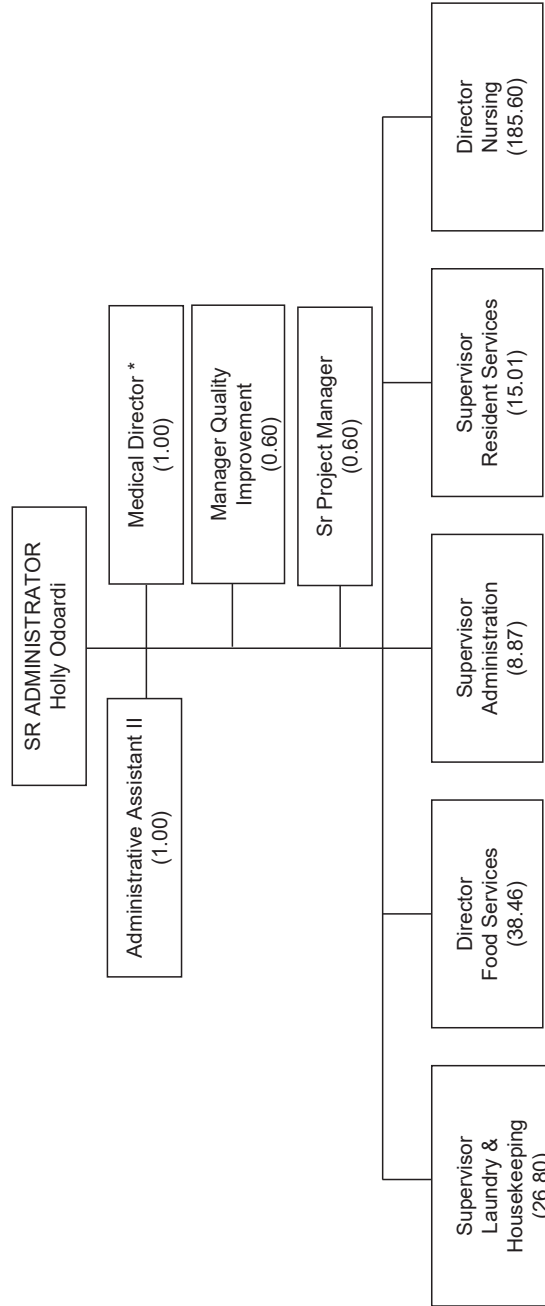 SR ADMINISTRATOR
Holly Odoardi
Administrative Assistant II
(1.00)
Medical Director *
(1.00)
Manager Quality
Improvement
(0.60)
Sr Project Manager
(0.60)
Supervisor
Laundry &
Housekeeping
(26.80)
Director
Food Services
(38.46)
Supervisor
Administration
(8.87)
Supervisor
Resident Services
(15.01)
Director
Nursing
(185.60)